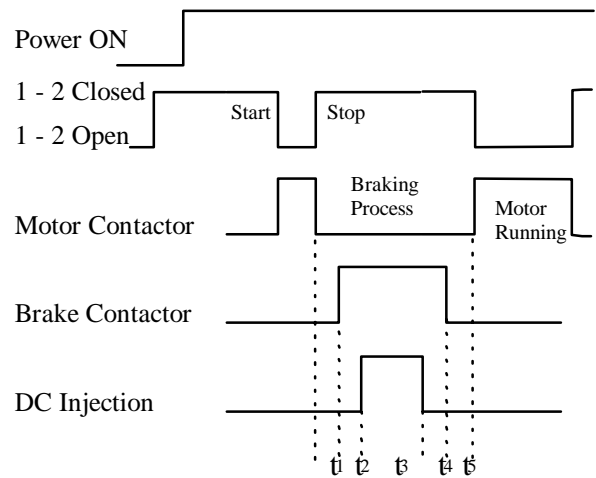 Power ON
1 - 2 Closed
Start
Stop
1 - 2 Open
Braking
Process
Motor
Running
Motor Contactor
Brake Contactor
DC Injection
t1 t2 t3 t4 t5